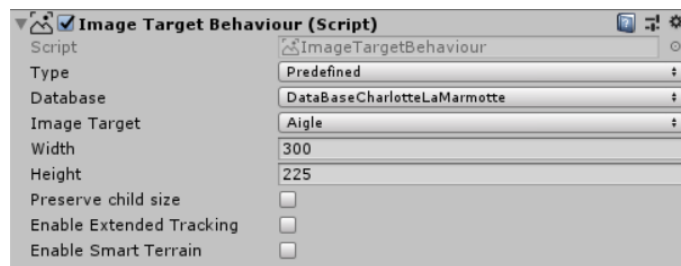 Image Target Behaviour (Script)
Script ImageTargetBehaviour
Type Predefined
Database DataBaseCharlotteLaMarmotte
Image Target Aigle
Width 300
Height 225
Preserve child size
Enable Extended Tracking
Enable Smart Terrain